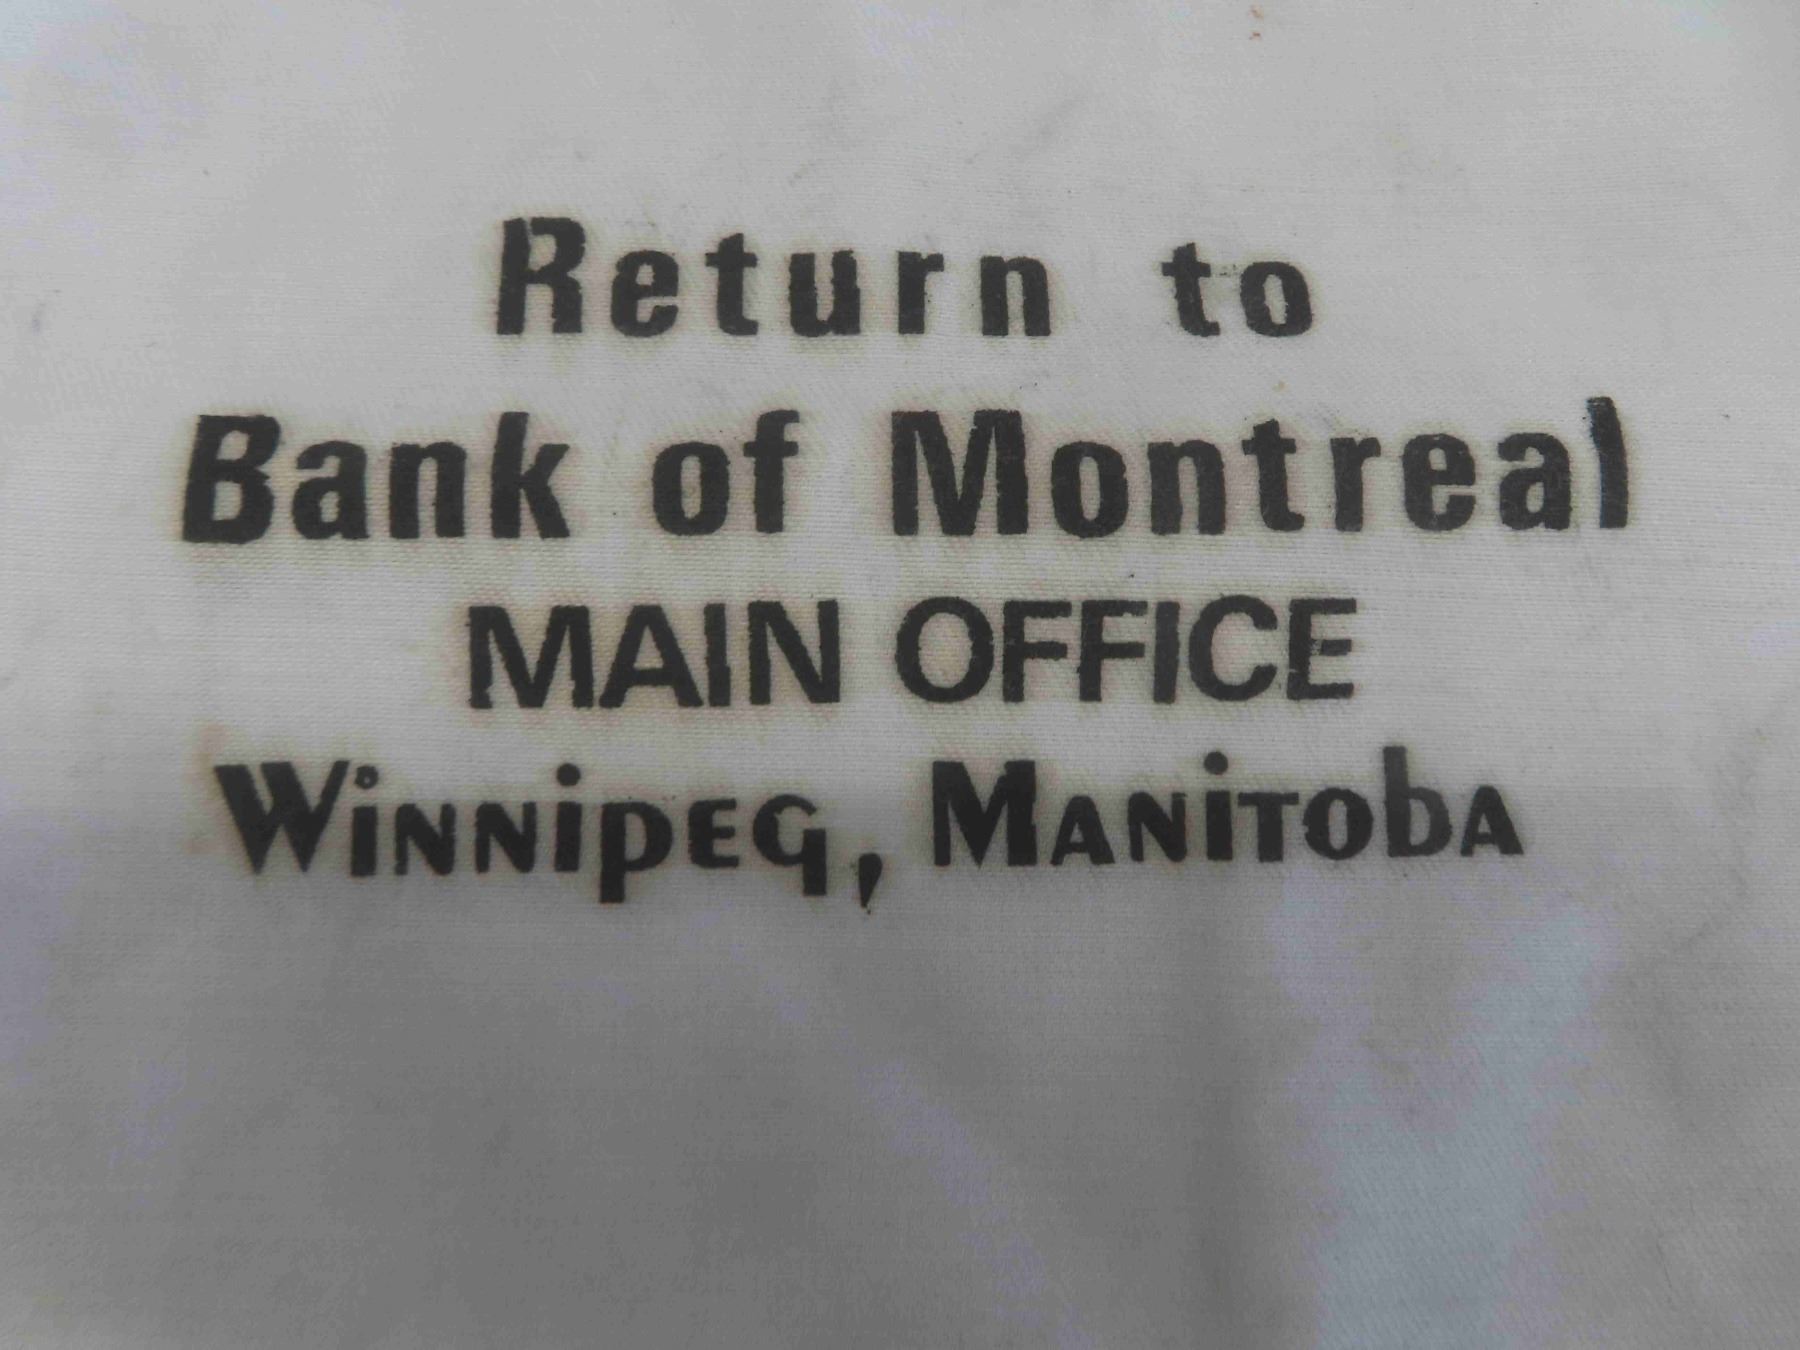 Return to
Bank of Montreal
MAIN OFFICE
Winnipeg, Manitoba